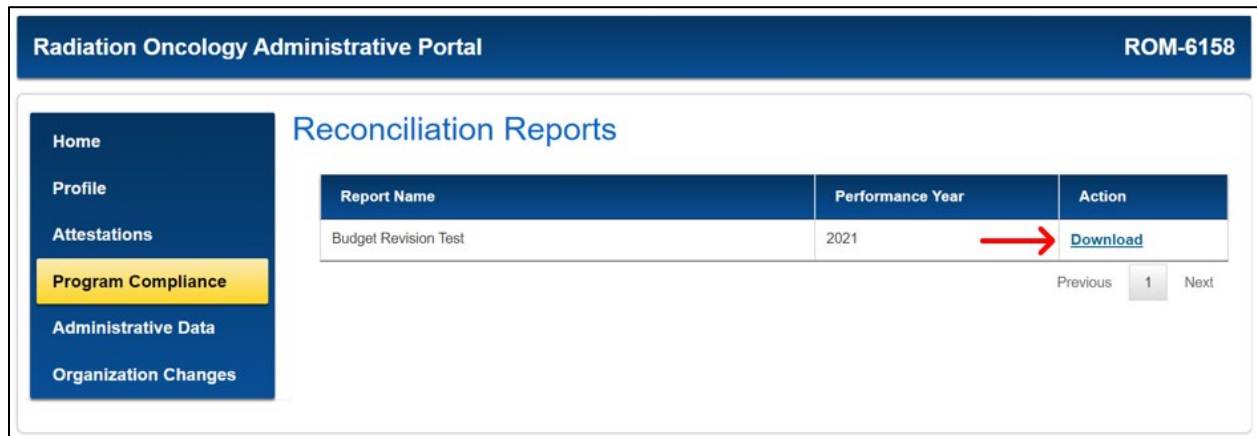 Radiation Oncology Administrative Portal ROM-6158
Home
Profile
Attestations
Program Compliance
Administrative Data
Organization Changes
Reconciliation Reports
Report Name Performance Year Action
Budget Revision Test 2021 Download
Previous 1 Next